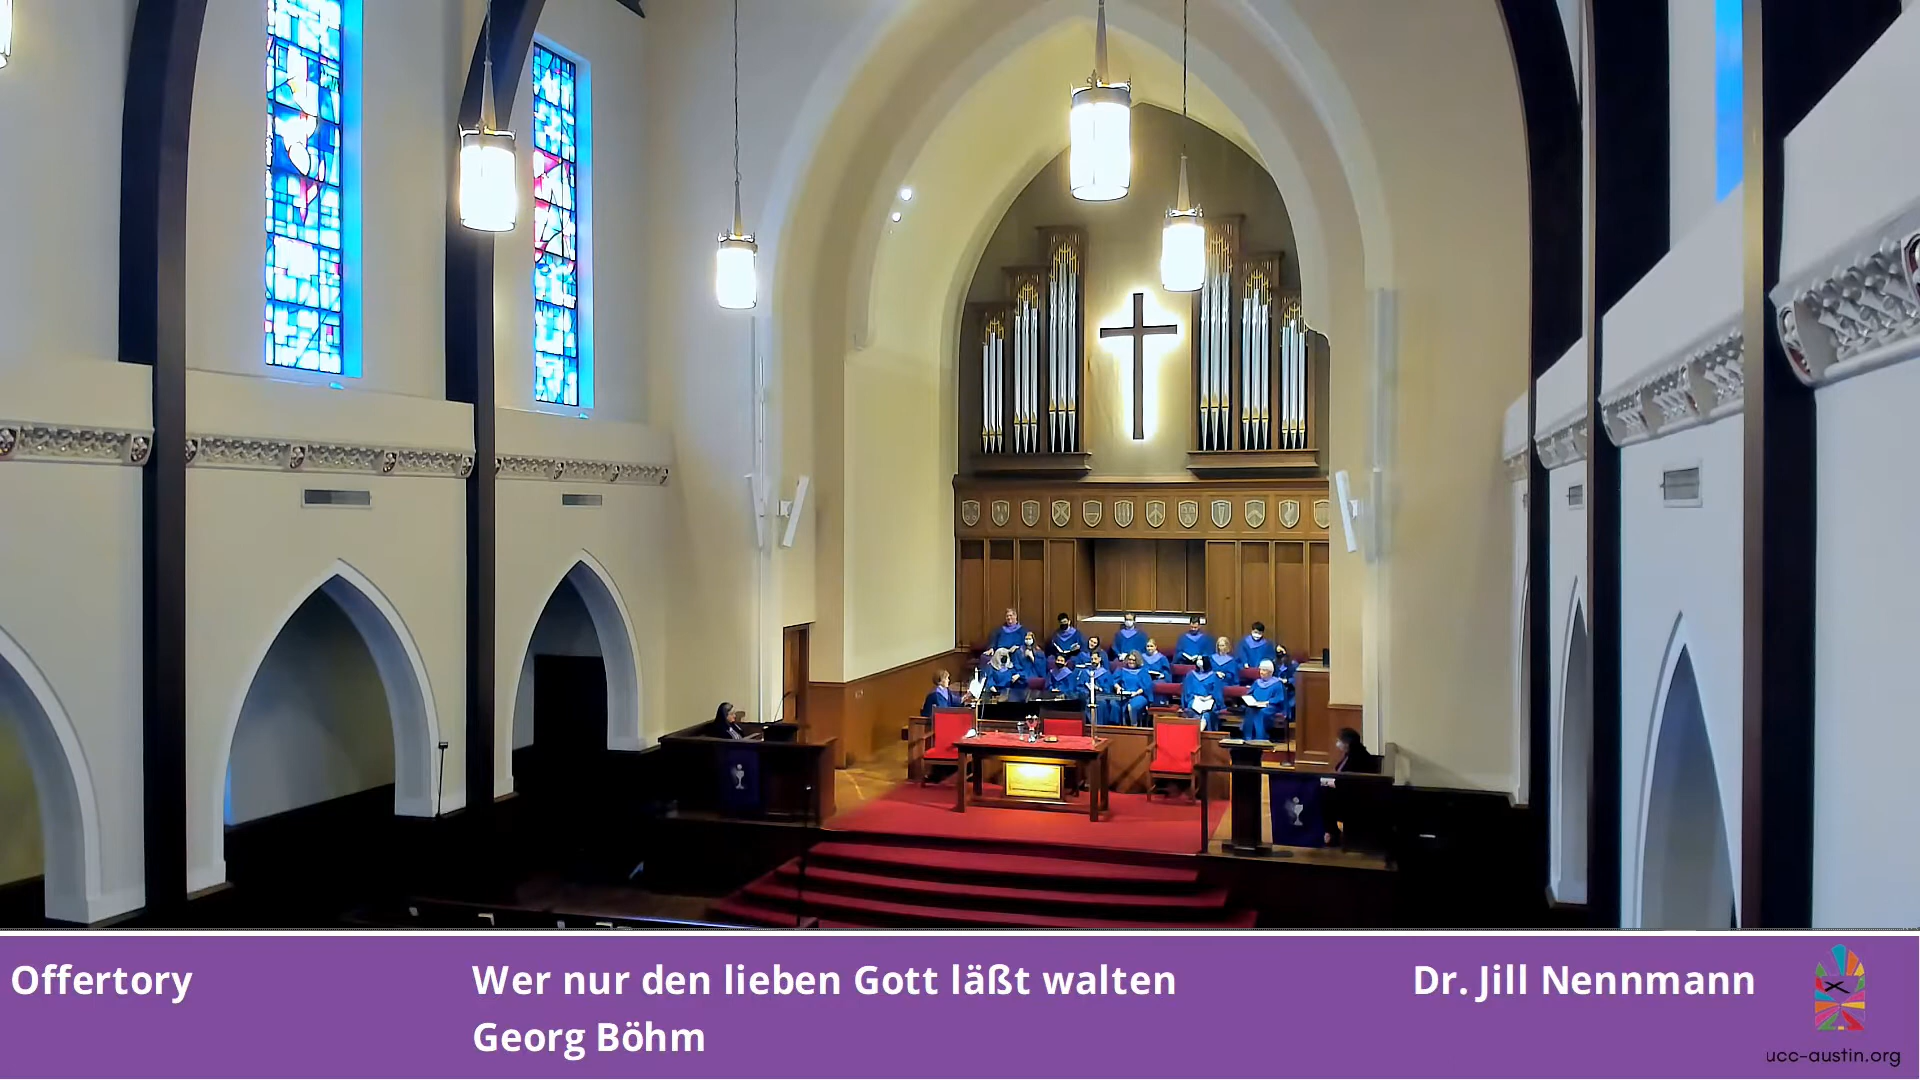 Offertory
Wer nur den lieben Gott läßt walten
Georg Böhm
Dr. Jill Nennmann
ucc-austin.org